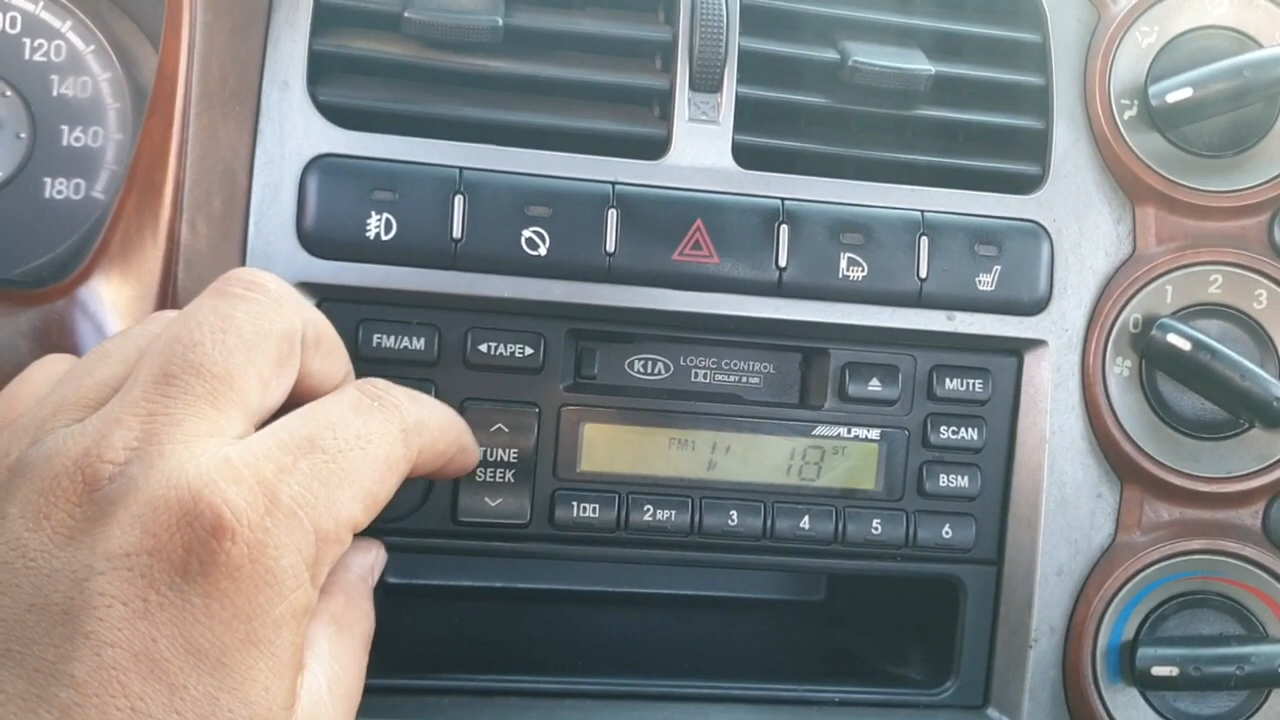 120
140
160
180
FM/AM
◀TAPE▶
KIA
LOGIC CONTROL
DOLBY B NR
MUTE
TUNE
SEEK
ALPINE
FM1
18
ST
SCAN
BSM
1
2 RPT
3
4
5
6
0
1
2
3